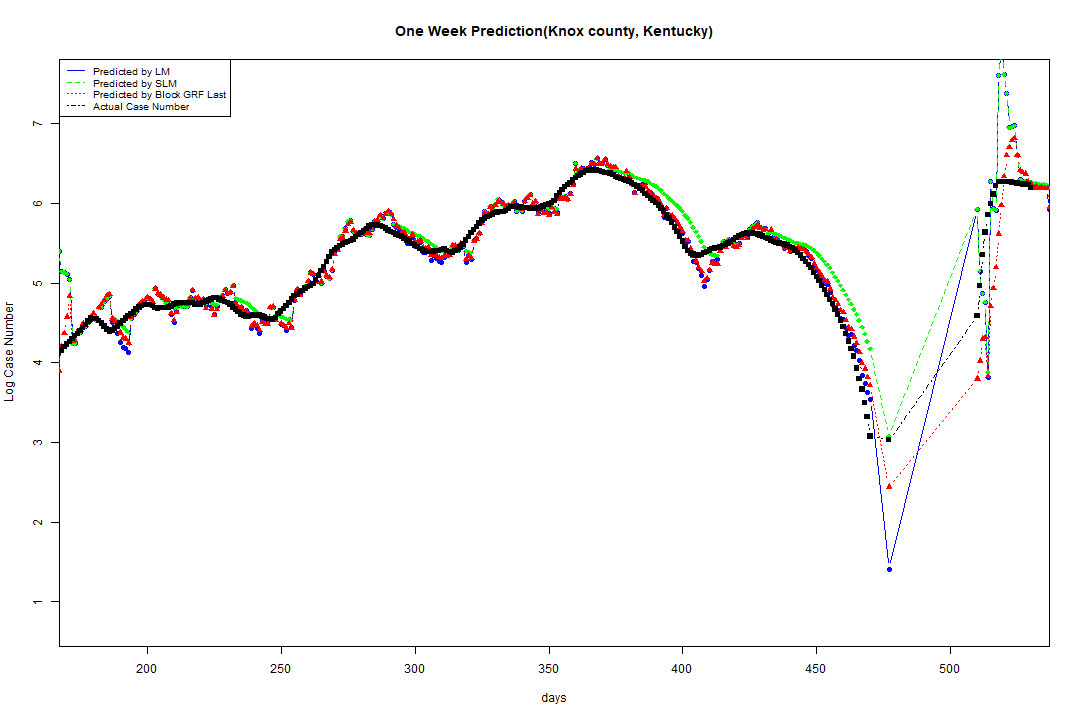 One Week Prediction(Knox county, Kentucky)
Predicted by LM
Predicted by SLM
Predicted by Block GRF Last
Actual Case Number
Log Case Number
7
6
5
4
3
2
1
200 250 300 350 400 450 500
days